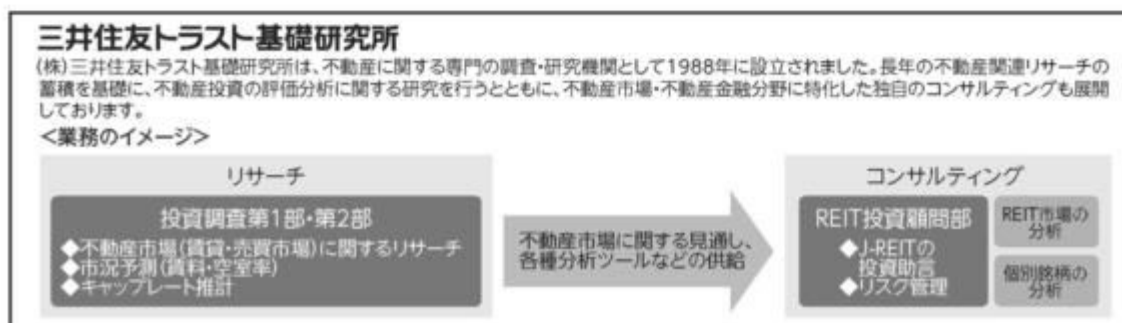 三井住友トラスト基礎研究所
(株)三井住友トラスト基礎研究所は、不動産に関する専門の調査・研究機関として1988年に設立されました。長年の不動産関連リサーチの
蓄積を基礎に、不動産投資の評価分析に関する研究を行うとともに、不動産市場・不動産金融分野に特化した独自のコンサルティングも展開
しております。
<業務のイメージ>
リサーチ
投資調査第1部・第2部
◆不動産市場(賃貸・売買市場)に関するリサーチ
◆市況予測(賃料・空室率)
◆キャップレート推計
不動産市場に関する見通し、
各種分析ツールなどの供給
コンサルティング
REIT投資顧問部
◆J-REITの
投資助言
◆リスク管理
REIT市場の
分析
個別銘柄の
分析